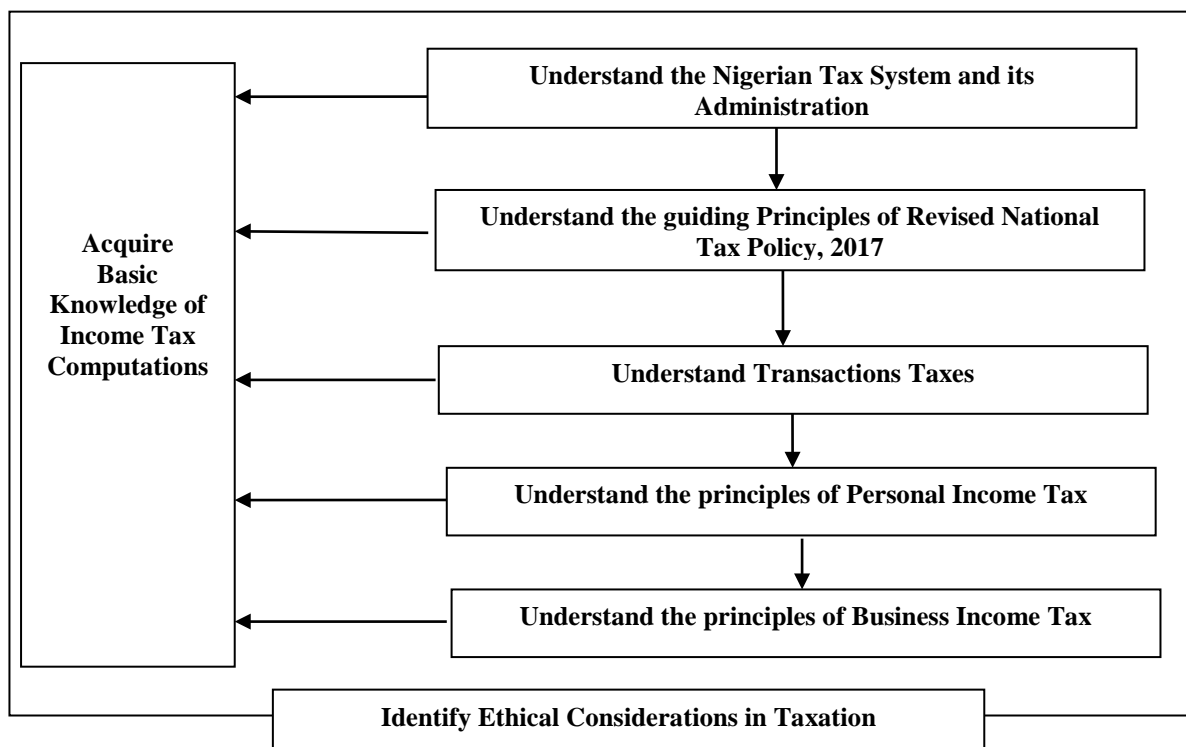 Understand the Nigerian Tax System and its
Administration
Understand the guiding Principles of Revised National
Tax Policy, 2017
Acquire
Basic
Knowledge of
Income Tax
Computations
Understand Transactions Taxes
Understand the principles of Personal Income Tax
Understand the principles of Business Income Tax
Identify Ethical Considerations in Taxation